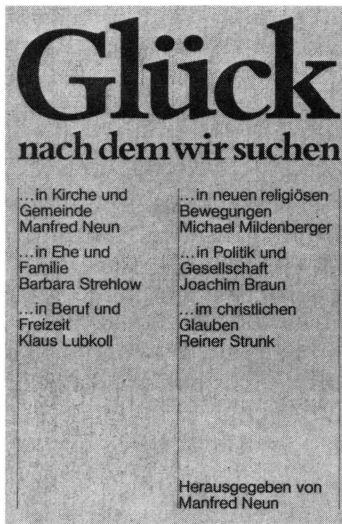 Glück
nach dem wir suchen
...in Kirche und
Gemeinde
Manfred Neun
...in Ehe und
Familie
Barbara Strehlow
...in Beruf und
Freizeit
Klaus Lubkoll
...in neuen religiösen
Bewegungen
Michael Mildenberger
...in Politik und
Gesellschaft
Joachim Braun
...im christlichen
Glauben
Reiner Strunk
Herausgegeben von
Manfred Neun